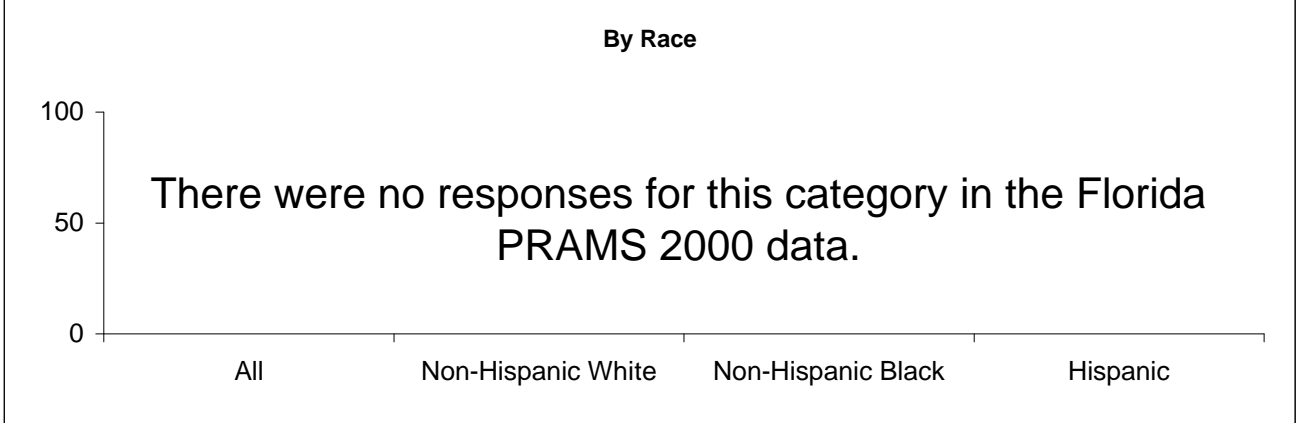 By Race
100
There were no responses for this category in the Florida
50
PRAMS 2000 data.
0
All Non-Hispanic White Non-Hispanic Black Hispanic